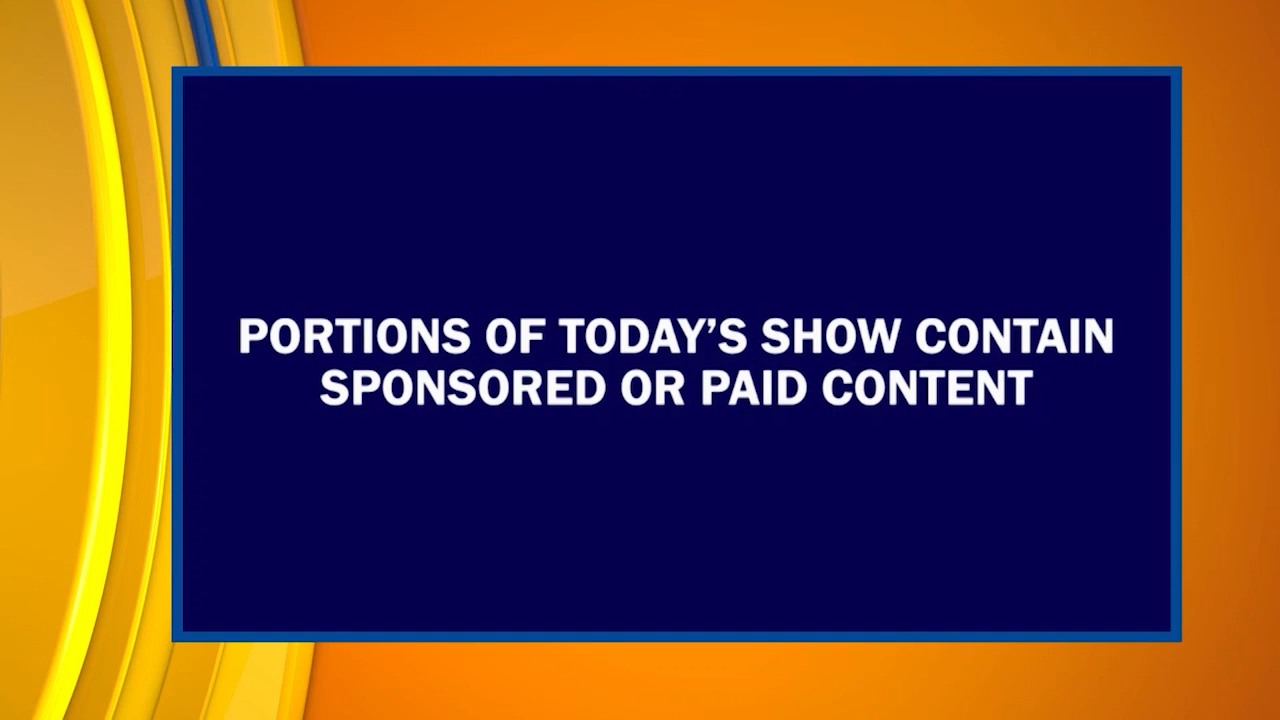 PORTIONS OF TODAY’S SHOW CONTAIN
SPONSORED OR PAID CONTENT